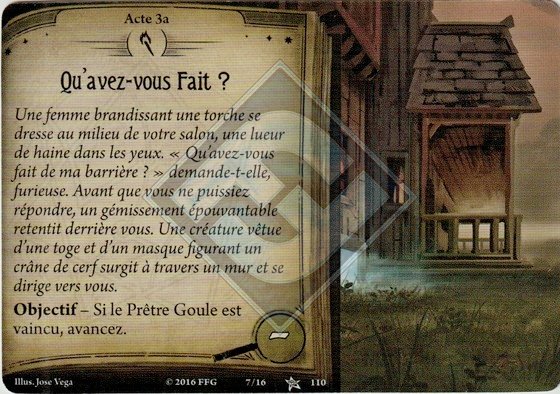 Acte 3a
Qu'avez-vous Fait ?
Une femme brandissant une torche se
dresse au milieu de votre salon, une lueur
de haine dans les yeux. « Qu'avez-vous
fait de ma barrière ? » demande-t-elle,
furieuse. Avant que vous ne puissiez
répondre, un gémissement épouvantable
retentit derrière vous. Une créature vêtue
d'une toge et d'un masque figurant un
crâne de cerf surgit à travers un mur et se
dirige vers vous.
Objectif – Si le Prêtre Goule est
vaincu, avancez.
–
Illus. Jose Vega © 2016 FFG 7/16 110